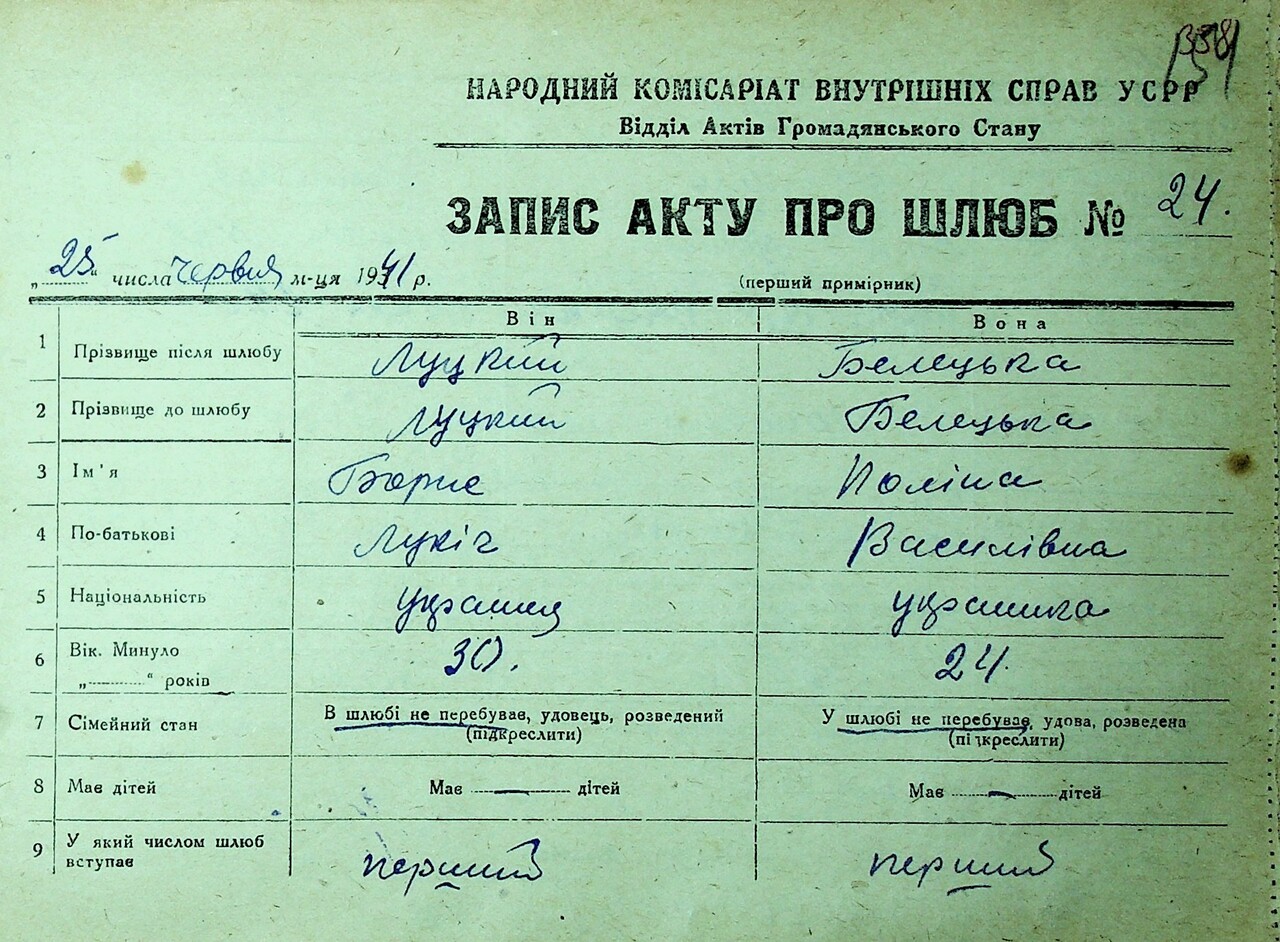 НАРОДНИЙ КОМІСАРІАТ ВНУТРІШНІХ СПРАВ УСРР
Відділ Актів Громадянського Стану
ЗАПИС АКТУ ПРО ШЛЮБ № 24.
„25“ числа червня м-ця 1941 р. (перший примірник)
Він Вона
1 Прізвище після шлюбу Луцкий Белецька
2 Прізвище до шлюбу Луцкий Белецька
3 Ім'я Борис Поліна
4 По-батькові Лукіч Василівна
5 Національність українец українка
6 Вік. Минуло 30. 24.
„......“ років
7 Сімейний стан В шлюбі не перебував, удовець, розведений У шлюбі не перебував, удова, розведена
(підкреслити) (підкреслити)
8 Має дітей Має — дітей Має — дітей
9 У який числом шлюб
вступає перший перший